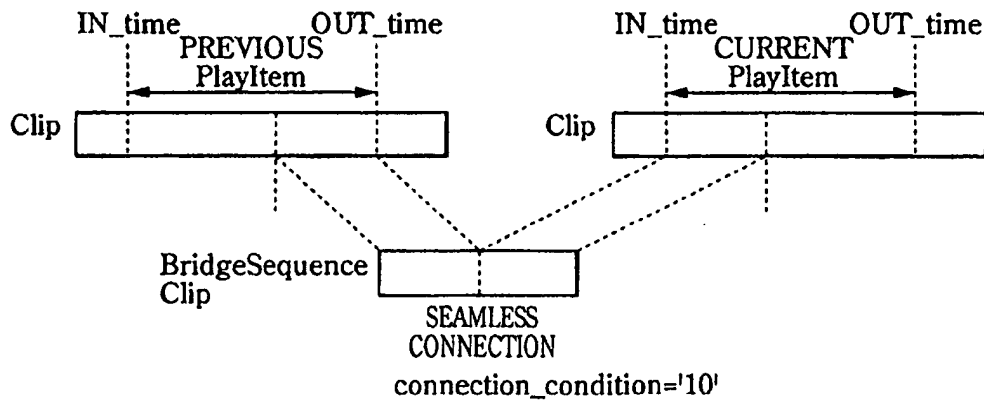 IN_time OUT_time IN_time OUT_time
PREVIOUS CURRENT
PlayItem PlayItem
Clip Clip
BridgeSequence
Clip
SEAMLESS
CONNECTION
connection_condition='10'